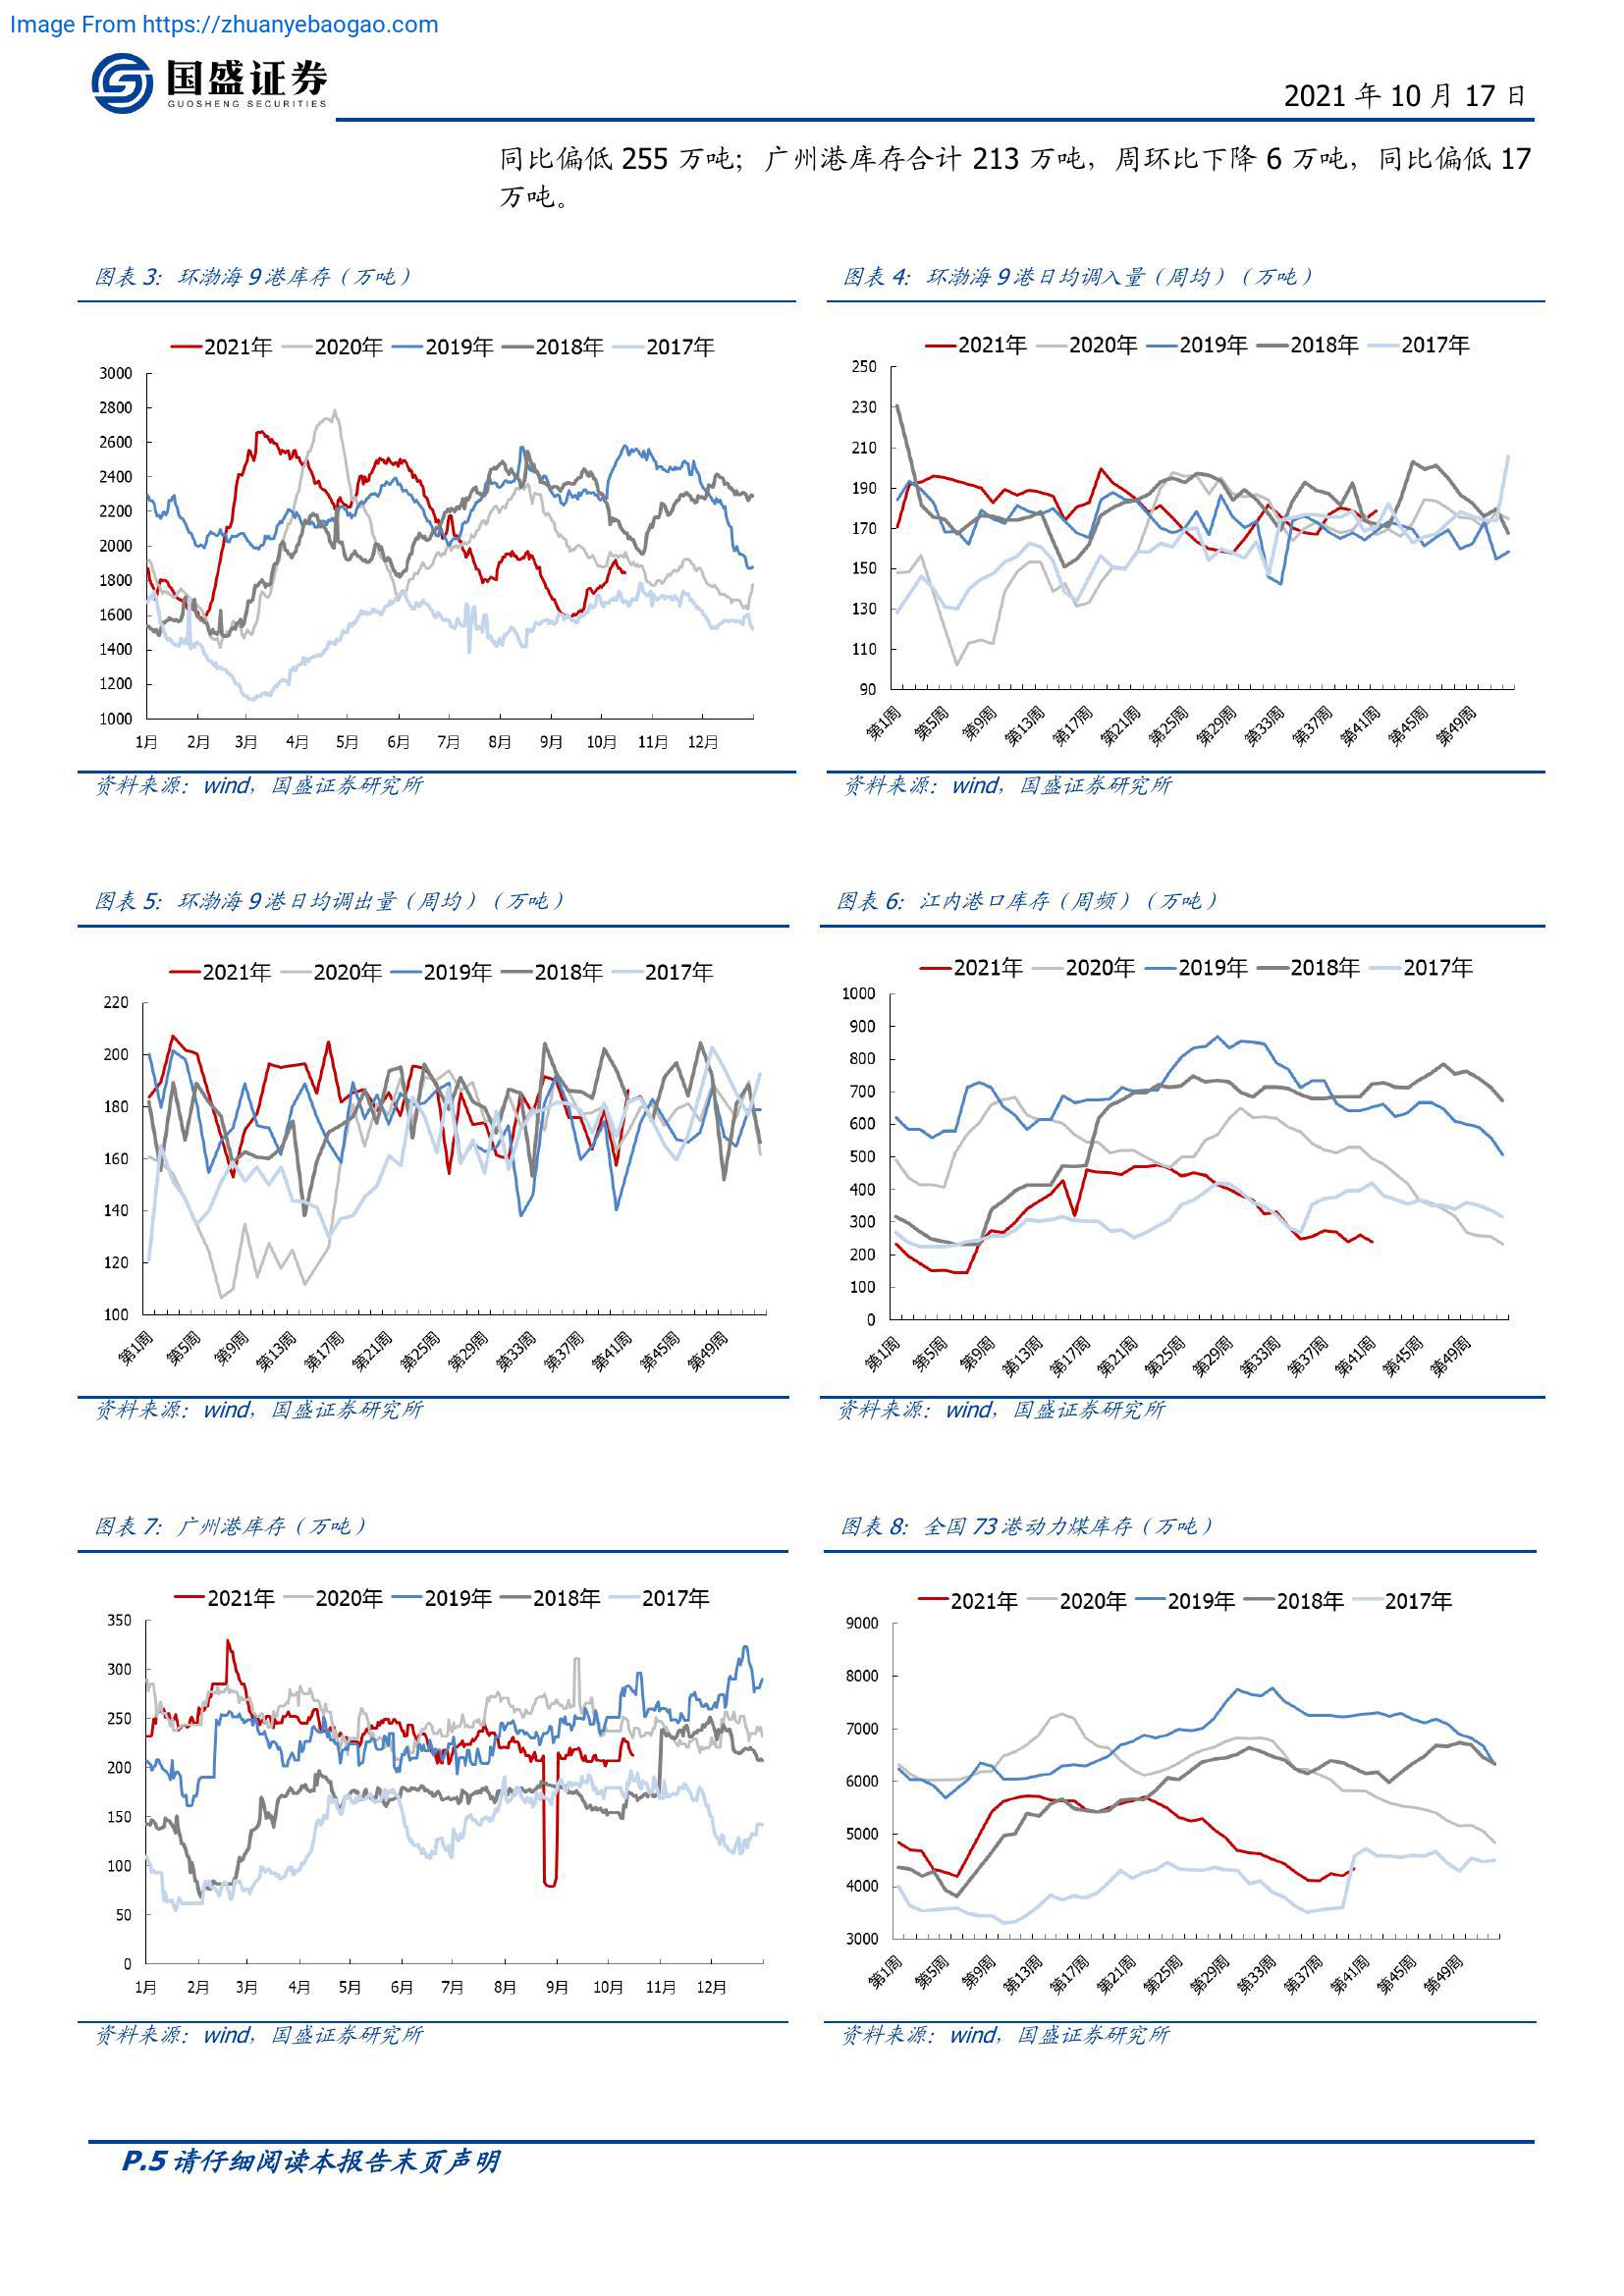 Image From https://zhuanyebaogao.com
国盛证券
GUOSHENG SECURITIES
2021 年 10 月 17 日
同比偏低 255 万吨；广州港库存合计 213 万吨，周环比下降 6 万吨，同比偏低 17
万吨。
图表 3：环渤海 9 港库存（万吨）
2021年 2020年 2019年 2018年 2017年
3000
2800
2600
2400
2200
2000
1800
1600
1400
1200
1000
1月 2月 3月 4月 5月 6月 7月 8月 9月 10月 11月 12月
资料来源：wind，国盛证券研究所
图表 4：环渤海 9 港日均调入量（周均）（万吨）
2021年 2020年 2019年 2018年 2017年
250
230
210
190
170
150
130
110
90
第1周 第5周 第9周 第13周 第17周 第21周 第25周 第29周 第33周 第37周 第41周 第45周 第49周
资料来源：wind，国盛证券研究所
图表 5：环渤海 9 港日均调出量（周均）（万吨）
2021年 2020年 2019年 2018年 2017年
220
200
180
160
140
120
100
第1周 第5周 第9周 第13周 第17周 第21周 第25周 第29周 第33周 第37周 第41周 第45周 第49周
资料来源：wind，国盛证券研究所
图表 6：江内港口库存（周频）（万吨）
2021年 2020年 2019年 2018年 2017年
1000
900
800
700
600
500
400
300
200
100
0
第1周 第5周 第9周 第13周 第17周 第21周 第25周 第29周 第33周 第37周 第41周 第45周 第49周
资料来源：wind，国盛证券研究所
图表 7：广州港库存（万吨）
2021年 2020年 2019年 2018年 2017年
350
300
250
200
150
100
50
0
1月 2月 3月 4月 5月 6月 7月 8月 9月 10月 11月 12月
资料来源：wind，国盛证券研究所
图表 8：全国 73 港动力煤库存（万吨）
2021年 2020年 2019年 2018年 2017年
9000
8000
7000
6000
5000
4000
3000
第1周 第5周 第9周 第13周 第17周 第21周 第25周 第29周 第33周 第37周 第41周 第45周 第49周
资料来源：wind，国盛证券研究所
P.5 请仔细阅读本报告末页声明